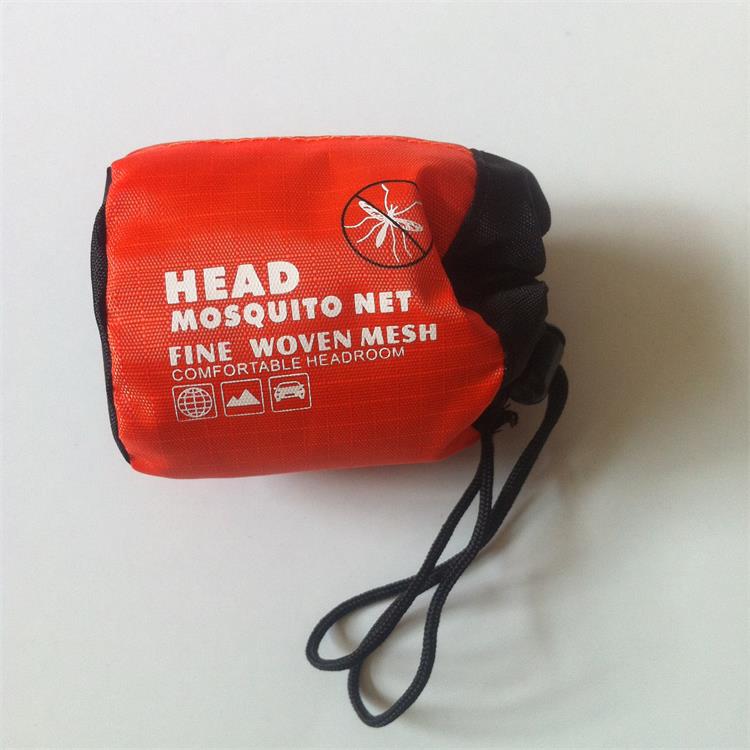 HEAD
MOSQUITO NET
FINE WOVEN MESH
COMFORTABLE HEADROOM